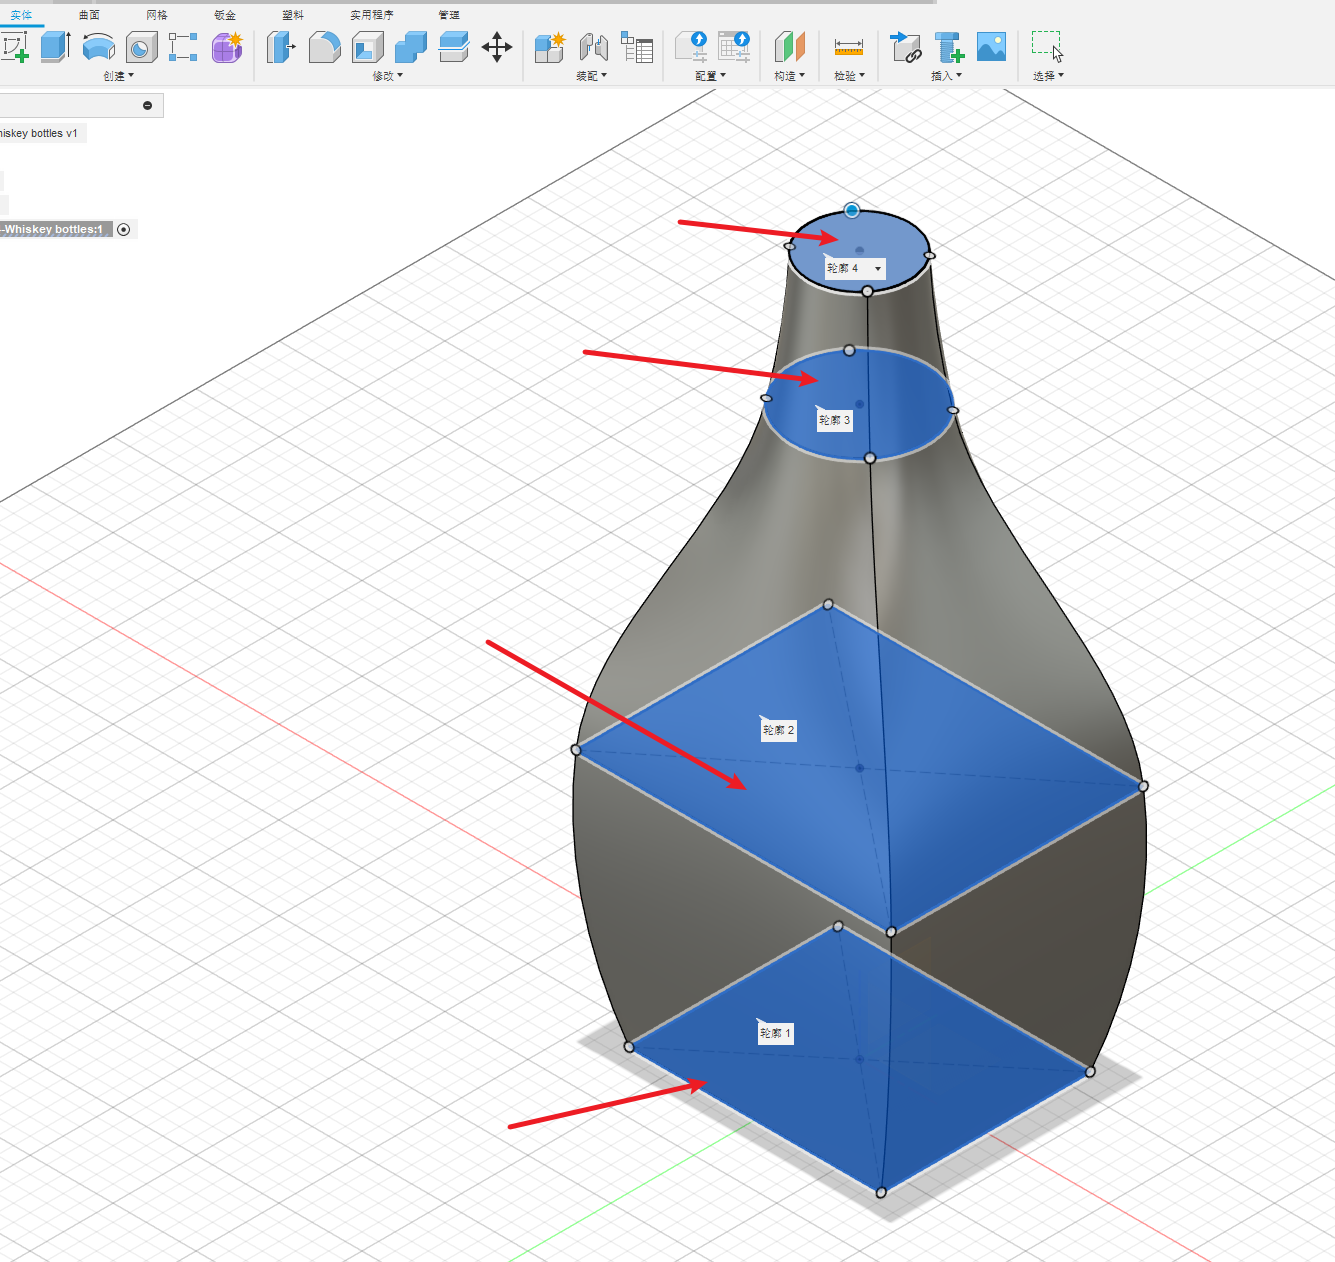 实体 曲面 网格 钣金 塑料 实用程序 管理
创建 修改 装配 配置 构造 检验 插入 选择
hiskey bottles v1
-Whiskey bottles:1
轮廓 4
轮廓 3
轮廓 2
轮廓 1